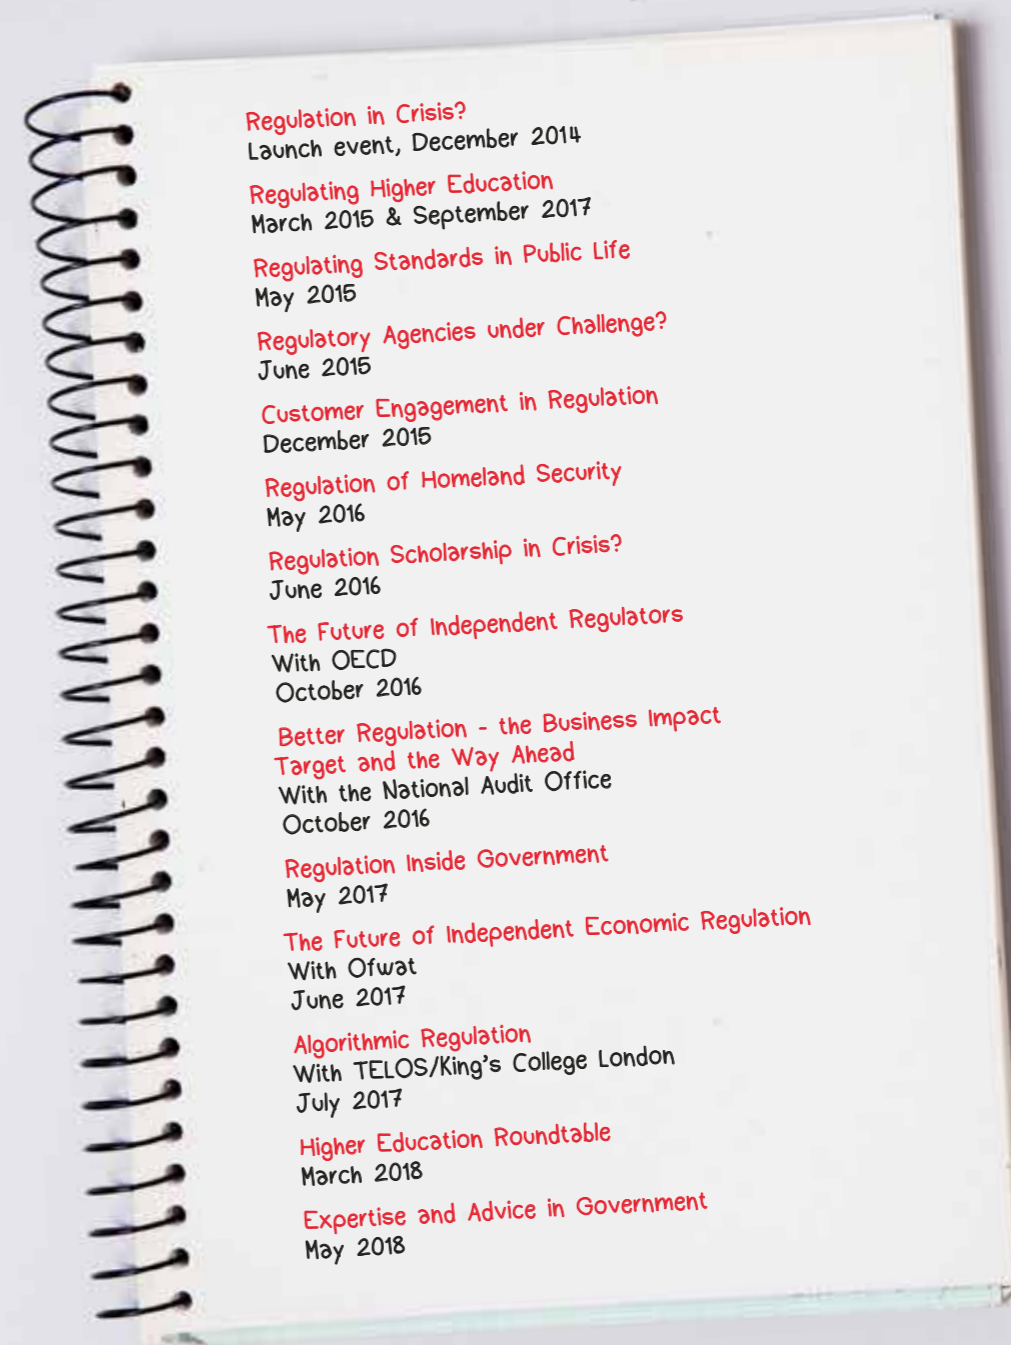 Regulation in Crisis?
Launch event, December 2014
Regulating Higher Education
March 2015 & September 2017
Regulating Standards in Public Life
May 2015
Regulatory Agencies under Challenge?
June 2015
Customer Engagement in Regulation
December 2015
Regulation of Homeland Security
May 2016
Regulation Scholarship in Crisis?
June 2016
The Future of Independent Regulators
With OECD
October 2016
Better Regulation - the Business Impact
Target and the Way Ahead
With the National Audit Office
October 2016
Regulation Inside Government
May 2017
The Future of Independent Economic Regulation
With Ofwat
June 2017
Algorithmic Regulation
With TELOS/King's College London
July 2017
Higher Education Roundtable
March 2018
Expertise and Advice in Government
May 2018